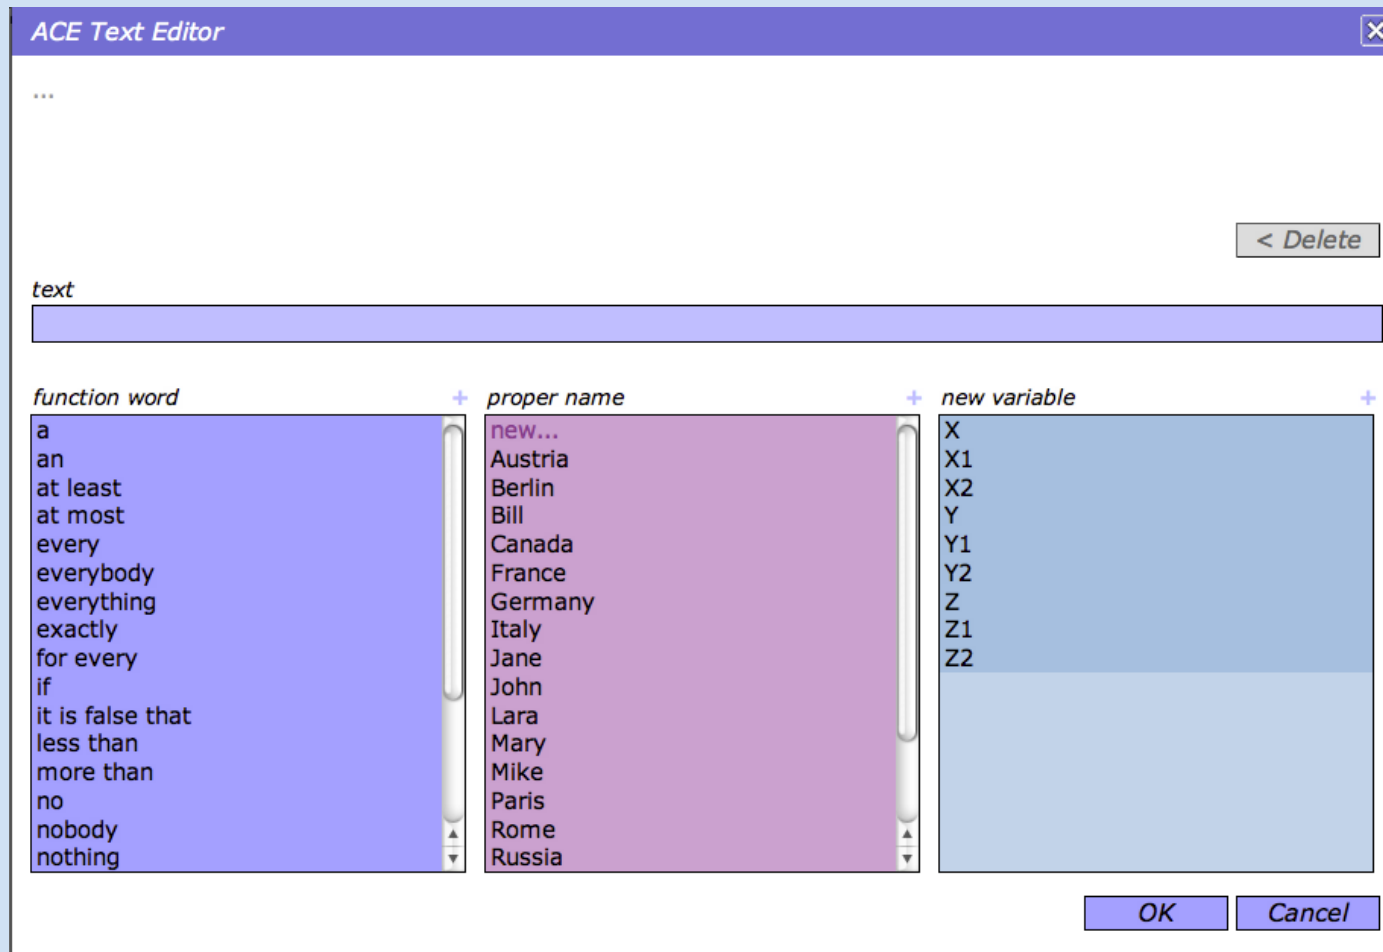 ACE Text Editor
...
< Delete
text
function word +
a
an
at least
at most
every
everybody
everything
exactly
for every
if
it is false that
less than
more than
no
nobody
nothing
proper name +
new...
Austria
Berlin
Bill
Canada
France
Germany
Italy
Jane
John
Lara
Mary
Mike
Paris
Rome
Russia
new variable +
X
X1
X2
Y
Y1
Y2
Z
Z1
Z2
OK
Cancel